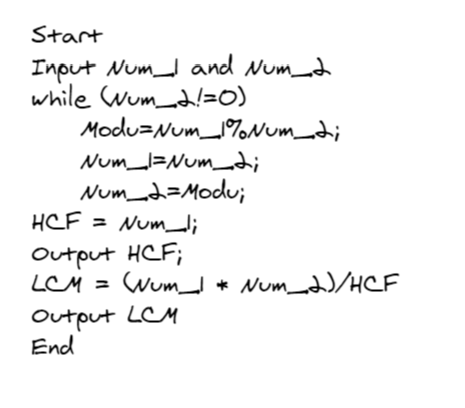 Start
Input Num_1 and Num_2
while (Num_2!=0)
Modu=Num_1%Num_2;
Num_1=Num_2;
Num_2=Modu;
HCF = Num_1;
Output HCF;
LCM = (Num_1 * Num_2)/HCF
Output LCM
End